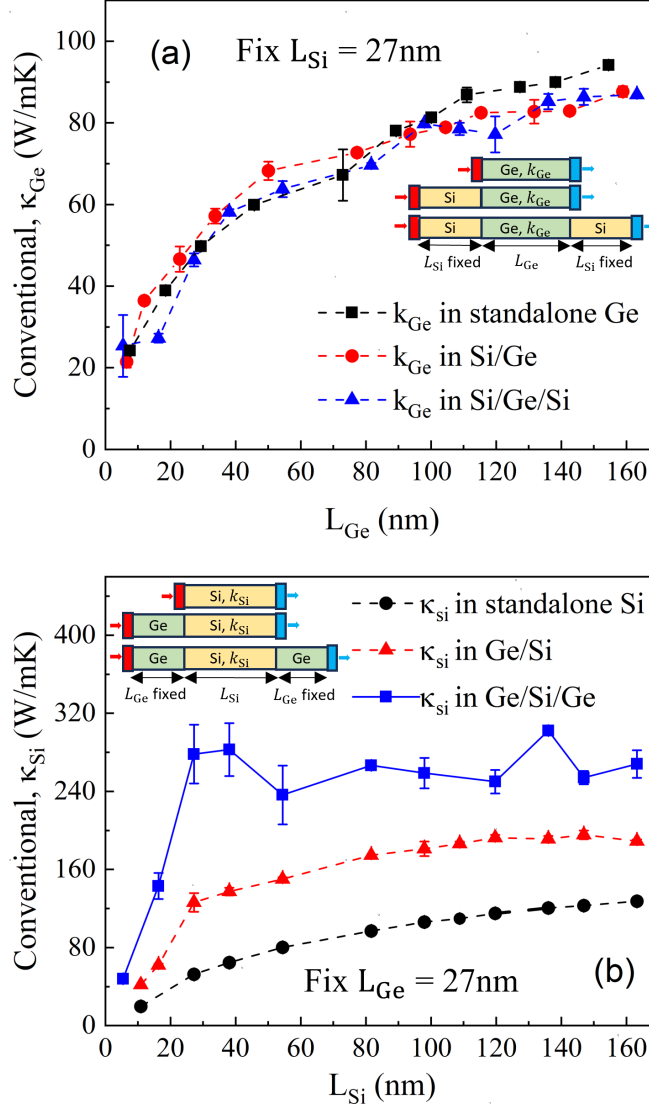 (a) Fix L_Si = 27nm
100
80
60
40
20
0
Conventional, κ_Ge (W/mK)
Ge, k_Ge
Si Ge, k_Ge
Si Ge, k_Ge Si
L_Si fixed L_Ge L_Si fixed
k_Ge in standalone Ge
k_Ge in Si/Ge
k_Ge in Si/Ge/Si
0 20 40 60 80 100 120 140 160
L_Ge (nm)
400
320
240
160
80
0
Conventional, κ_Si (W/mK)
Si, k_Si
Ge Si, k_Si
Ge Si, k_Si Ge
L_Ge fixed L_Si L_Ge fixed
κ_si in standalone Si
κ_si in Ge/Si
κ_si in Ge/Si/Ge
Fix L_Ge = 27nm (b)
0 20 40 60 80 100 120 140 160
L_Si (nm)